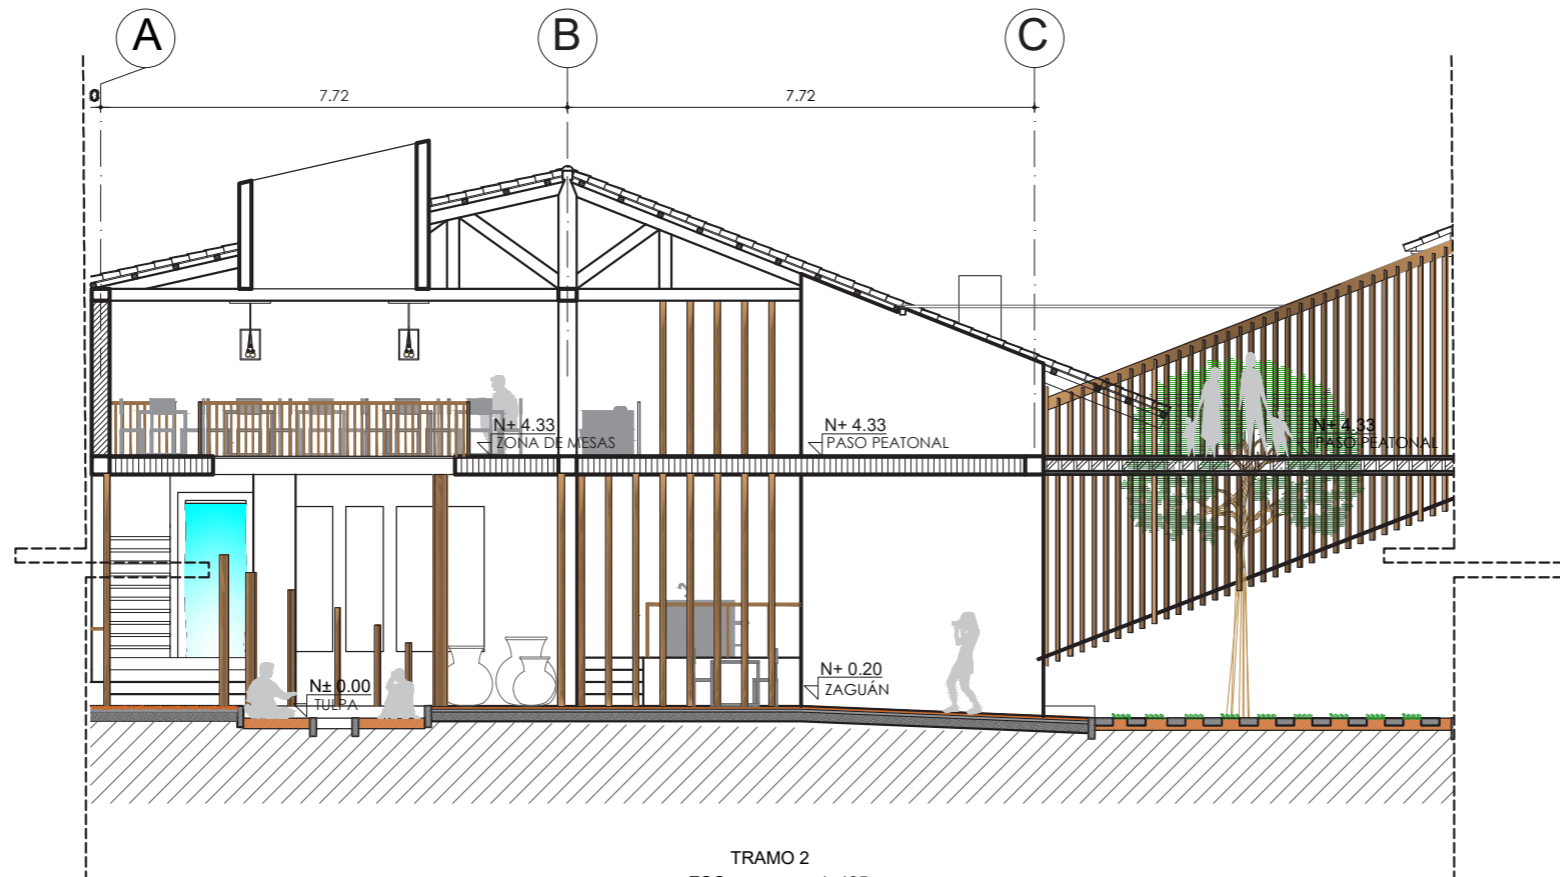 A
B
C
0
7.72
7.72
N+ 4.33
ZONA DE MESAS
N+ 4.33
PASO PEATONAL
N+ 4.33
PASO PEATONAL
N± 0.00
TULPA
N+ 0.20
ZAGUÁN
TRAMO 2